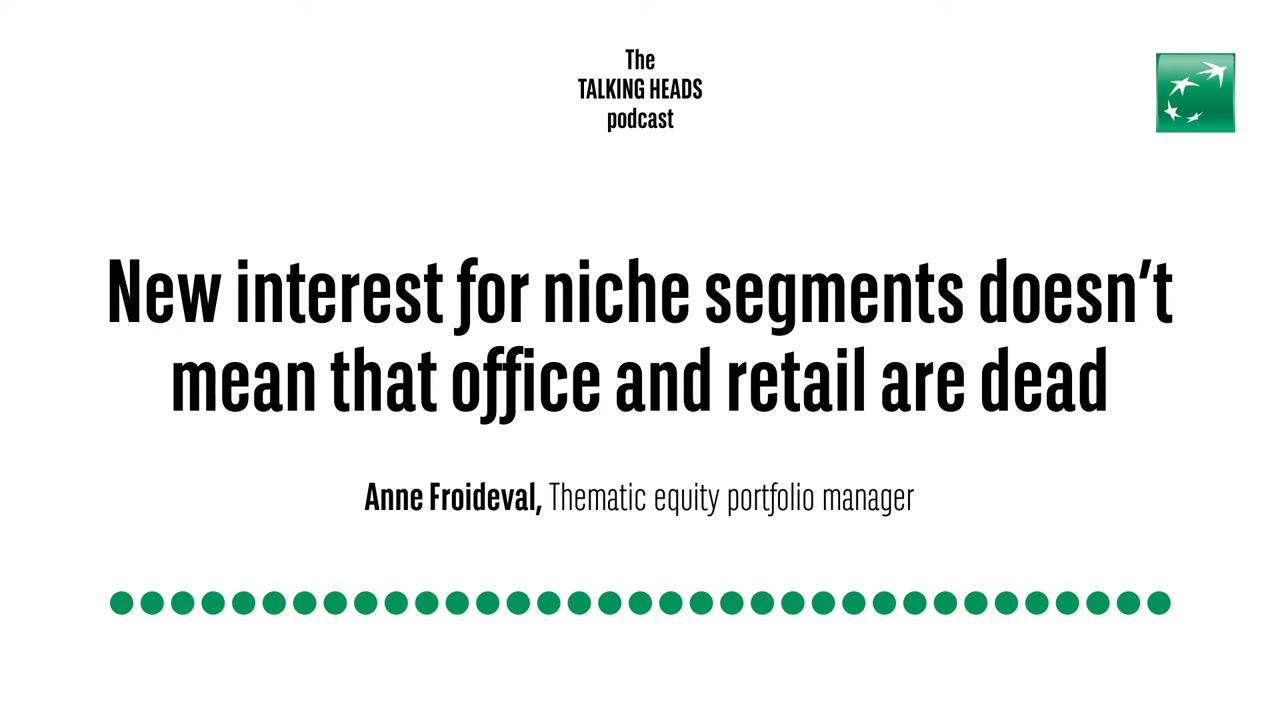 The
TALKING HEADS
podcast
New interest for niche segments doesn’t
mean that office and retail are dead
Anne Froideval, Thematic equity portfolio manager